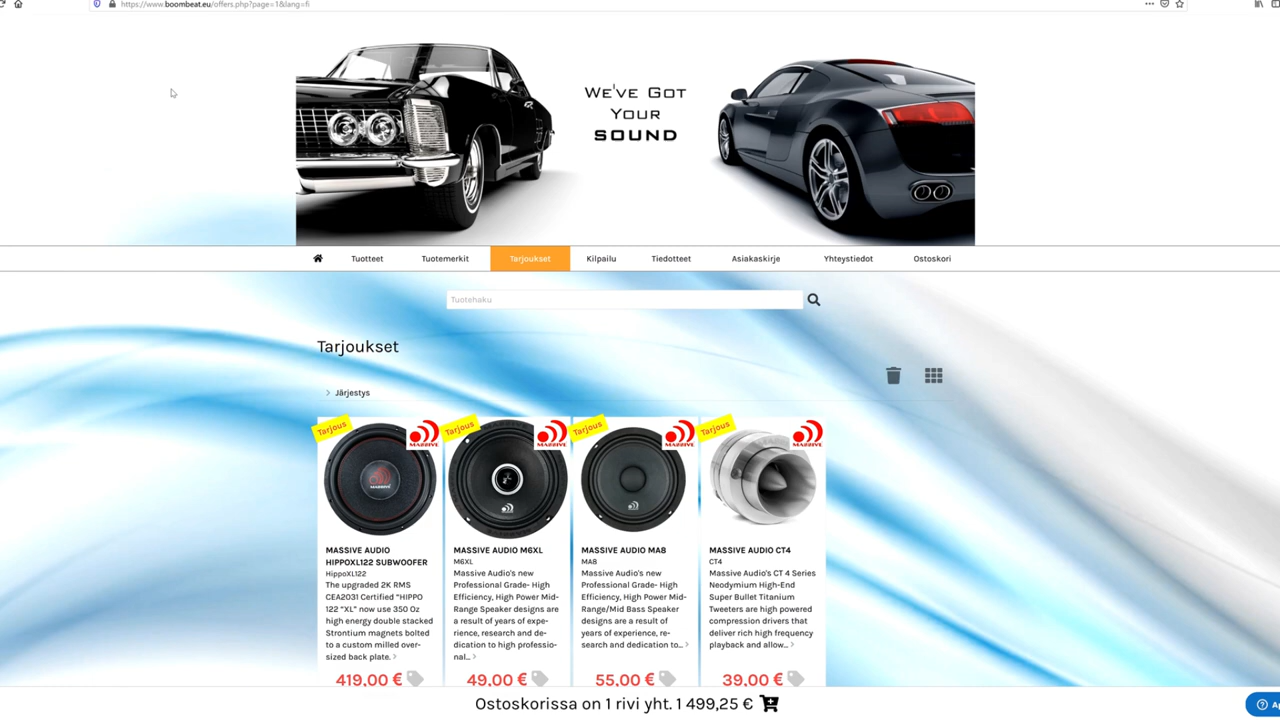 https://www.boombeat.eu/offers.php?page=1&lang=fi
WE'VE GOT
YOUR
SOUND
Tuotteet Tuotemerkit Tarjoukset Kilpailu Tiedotteet Asiakaskirje Yhteystiedot Ostoskori
Tuotehaku
Tarjoukset
Järjestys
Tarjous
MASSIVE
MASSIVE
MASSIVE AUDIO
HIPPOXL122 SUBWOOFER
HippoXL122
The upgraded 2K RMS
CEA2031 Certified "HIPPO
122 "XL" now use 350 Oz
high energy double stacked
Strontium magnets bolted
to a custom milled over-
sized back plate.
419,00 €
Tarjous
MASSIVE
MASSIVE AUDIO M6XL
M6XL
Massive Audio's new
Professional Grade- High
Efficiency, High Power Mid-
Range Speaker designs are
a result of years of expe-
rience, research and de-
dication to high professio-
nal...
49,00 €
Tarjous
MASSIVE
MASSIVE AUDIO MA8
MA8
Massive Audio's new
Professional Grade- High
Efficiency, High Power Mid-
Range/Mid Bass Speaker
designs are a result of
years of experience, re-
search and dedication to...
55,00 €
Tarjous
MASSIVE
MASSIVE AUDIO CT4
CT4
Massive Audio's CT 4 Series
Neodymium High-End
Super Bullet Titanium
Tweeters are high powered
compression drivers that
deliver rich high frequency
playback and allow...
39,00 €
Ostoskorissa on 1 rivi yht. 1 499,25 €